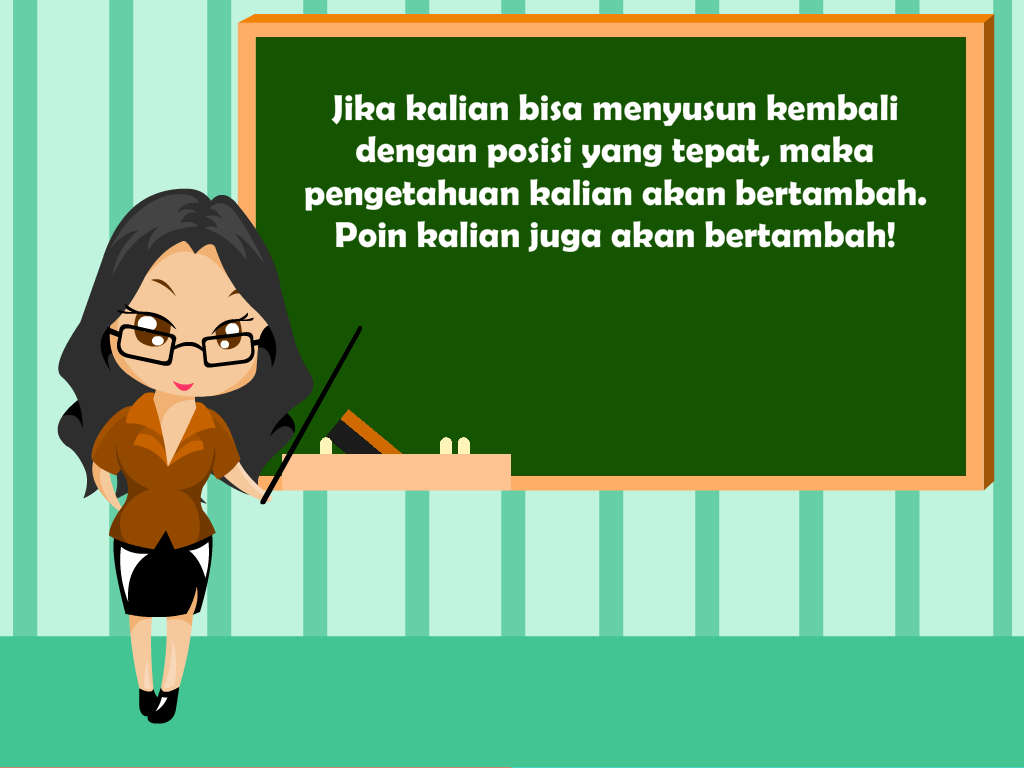 Jika kalian bisa menyusun kembali
dengan posisi yang tepat, maka
pengetahuan kalian akan bertambah.
Poin kalian juga akan bertambah!